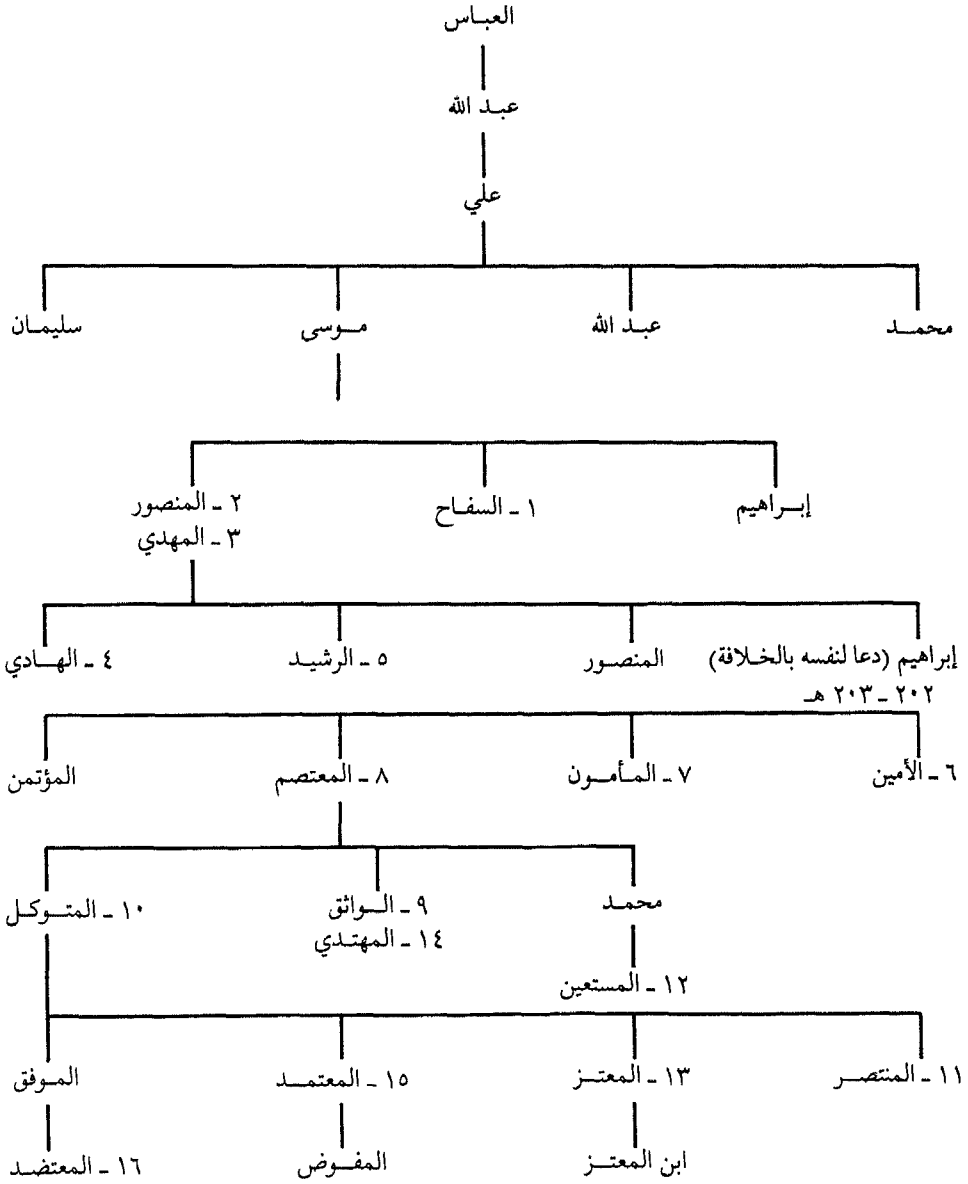 العباس
عبد الله
علي
محمد
عبد الله
موسى
سليمان
إبراهيم
١ - السفاح
٢ - المنصور
٣ - المهدي
إبراهيم (دعا لنفسه بالخلافة)
٢٠٢ - ٢٠٣ هـ
المنصور
٥ - الرشيد
٤ - الهادي
٦ - الأمين
٧ - المأمون
٨ - المعتصم
المؤتمن
محمد
٩ - الواثق
١٤ - المهتدي
١٠ - المتوكل
١٢ - المستعين
١١ - المنتصر
١٣ - المعتز
١٥ - المعتمد
الموفق
ابن المعتز
المفوض
١٦ - المعتضد